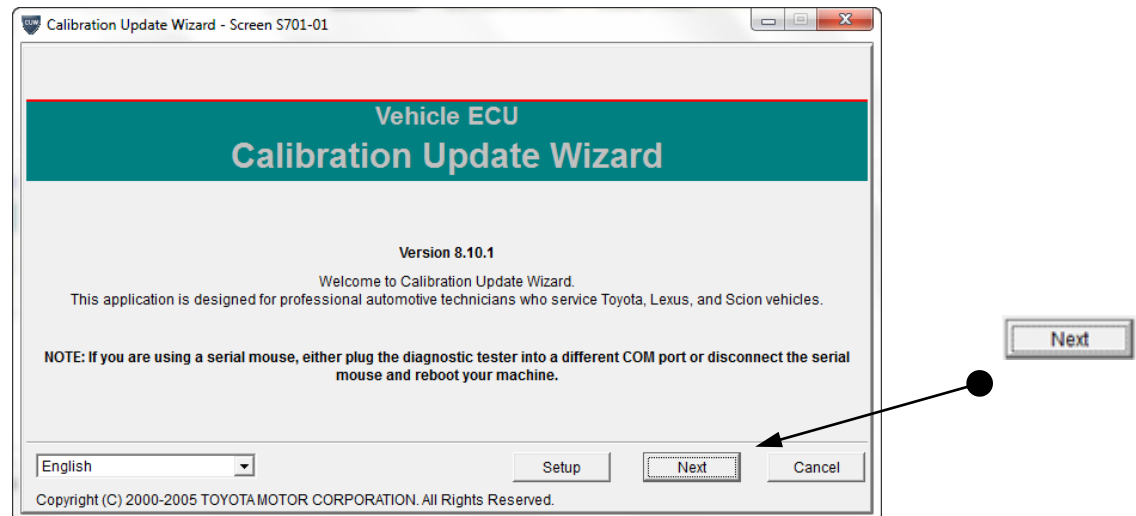 CUW
Calibration Update Wizard - Screen S701-01
X
Vehicle ECU
Calibration Update Wizard
Version 8.10.1
Welcome to Calibration Update Wizard.
This application is designed for professional automotive technicians who service Toyota, Lexus, and Scion vehicles.
NOTE: If you are using a serial mouse, either plug the diagnostic tester into a different COM port or disconnect the serial
mouse and reboot your machine.
Next
English
Setup
Next
Cancel
Copyright (C) 2000-2005 TOYOTA MOTOR CORPORATION. All Rights Reserved.